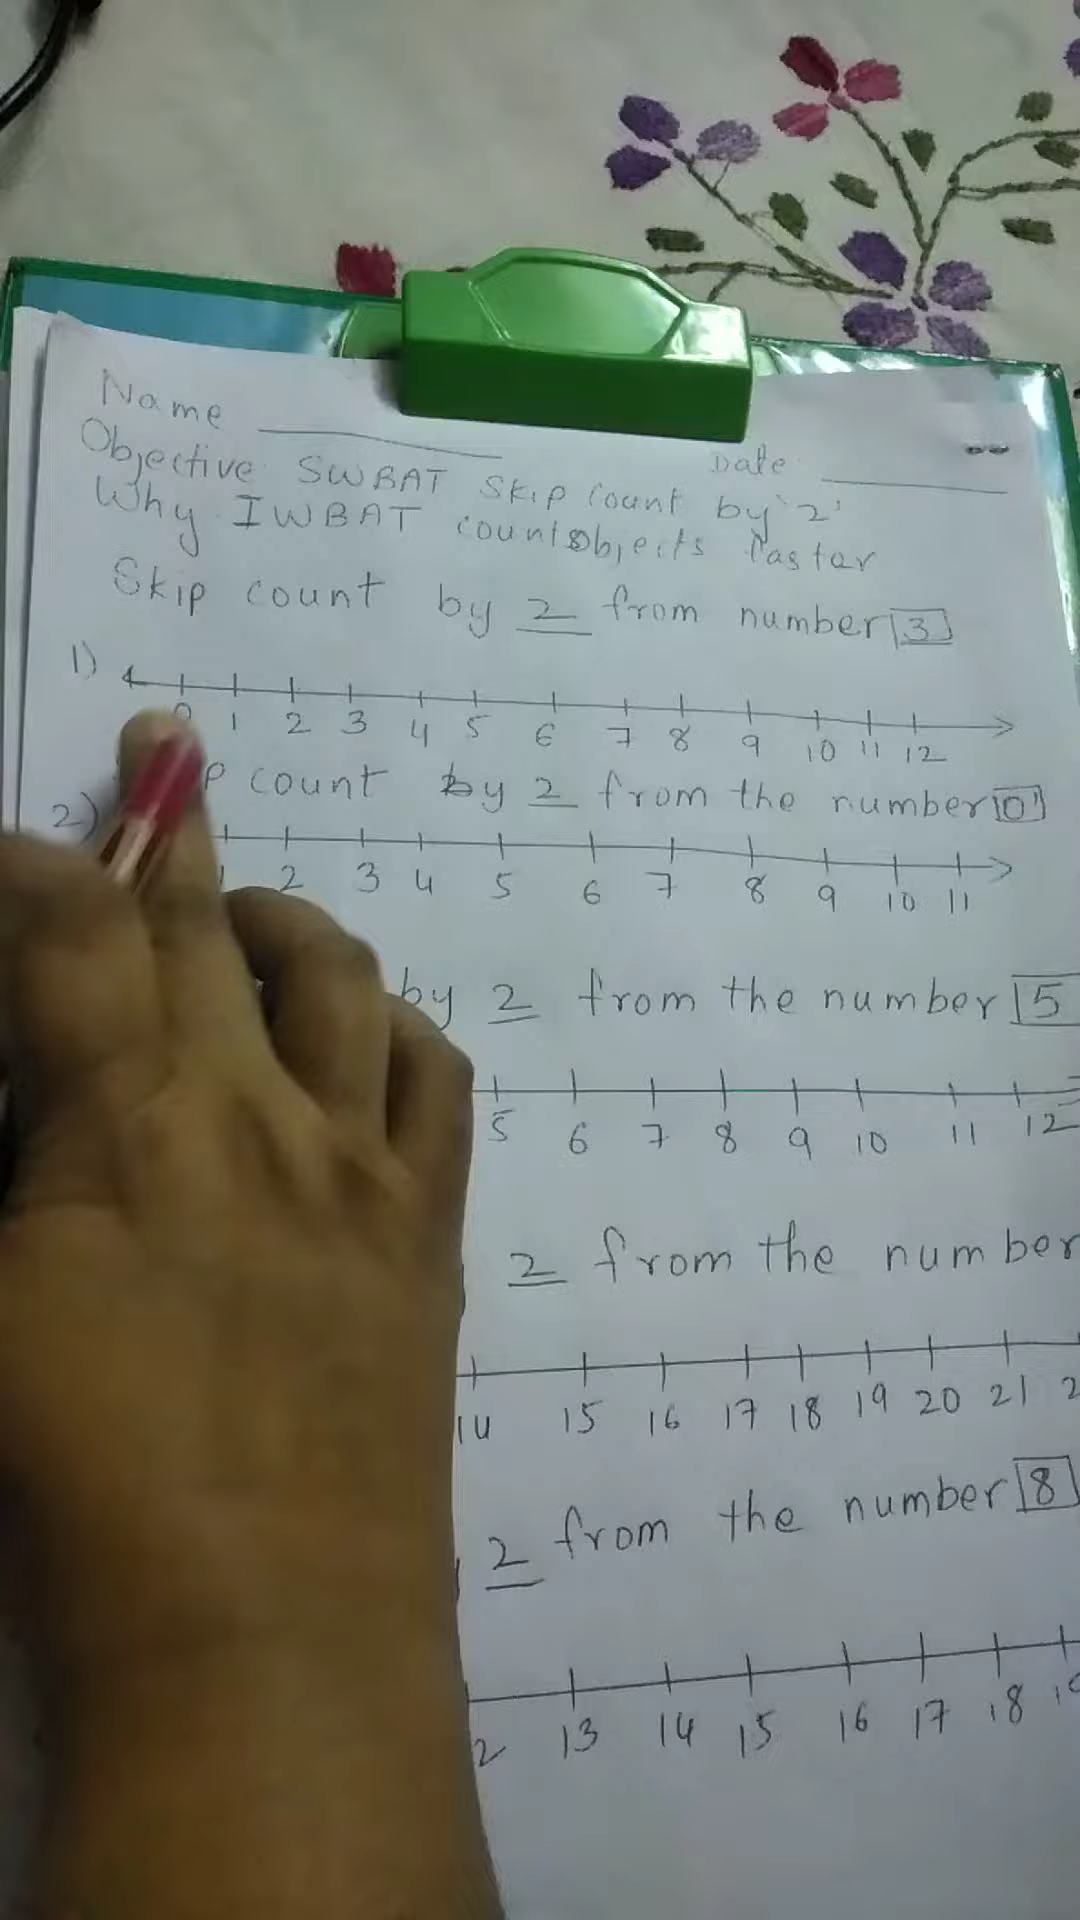 Name
Date
Objective SWBAT Skip Count by '2'
Why IWBAT count objects faster
Skip count by 2 from number 3
1)
0 1 2 3 4 5 6 7 8 9 10 11 12
count by 2 from the number 0
2)
1 2 3 4 5 6 7 8 9 10 11
by 2 from the number 5
5 6 7 8 9 10 11 12
2 from the number
14 15 16 17 18 19 20 21
2 from the number 8
13 14 15 16 17 18